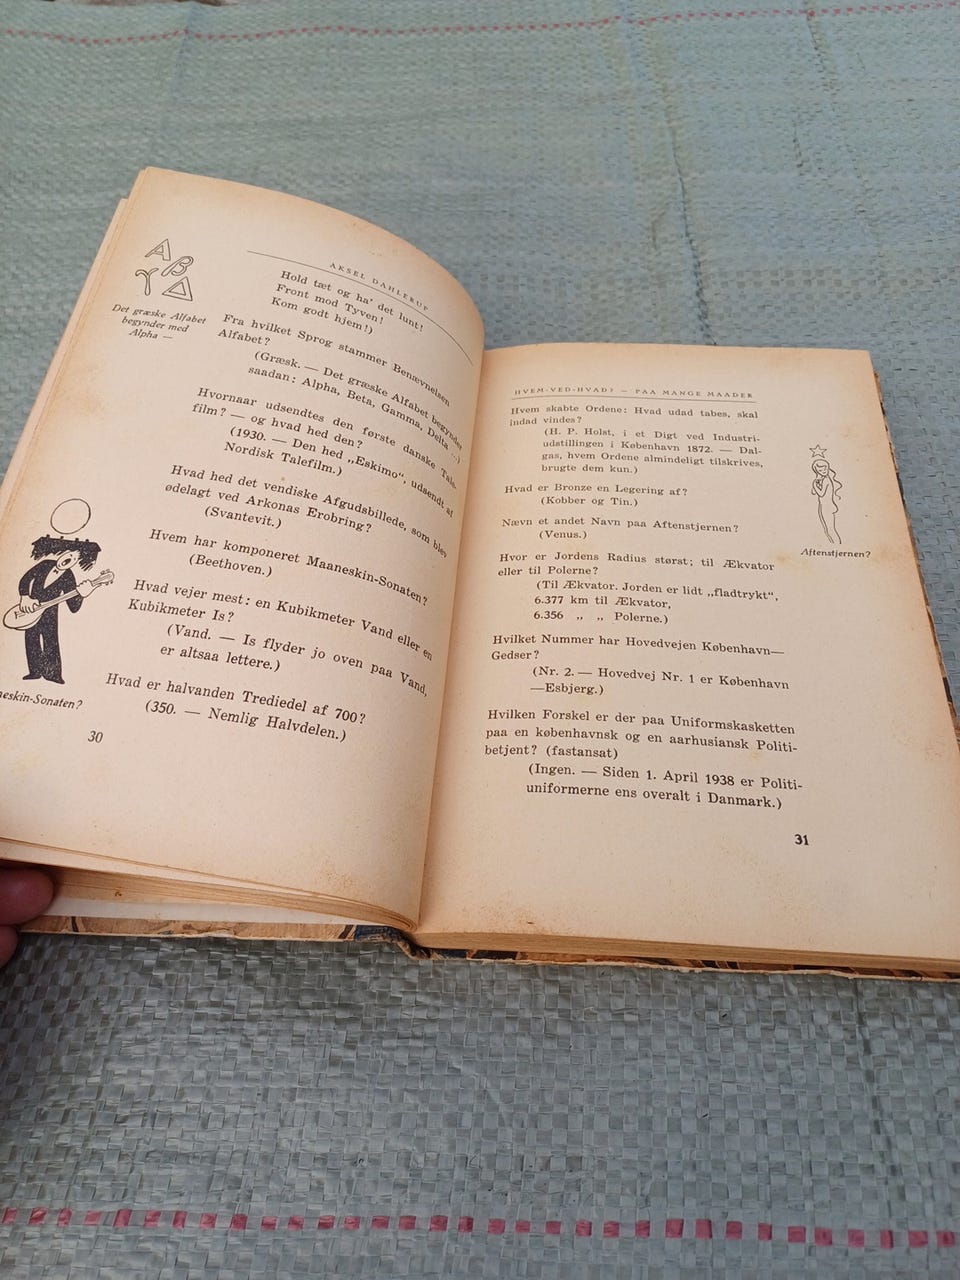 AKSEL DAHLERUP
Hold tæt og ha' det lunt!
Front mod Tyven!
Kom godt hjem!)
Det græske Alfabet
begynder med
Alpha —
Fra hvilket Sprog stammer Benævnelsen
Alfabet?
(Græsk. — Det græske Alfabet begynder
saadan: Alpha, Beta, Gamma, Delta ...)
Hvornaar udsendtes den første danske Tale-
film? — og hvad hed den?
(1930. — Den hed „Eskimo“, udsendt af
Nordisk Talefilm.)
Hvad hed det vendiske Afgudsbillede, som blev
ødelagt ved Arkonas Erobring?
(Svantevit.)
Hvem har komponeret Maaneskin-Sonaten?
(Beethoven.)
Hvad vejer mest: en Kubikmeter Vand eller en
Kubikmeter Is?
(Vand. — Is flyder jo oven paa Vand,
er altsaa lettere.)
neskin-Sonaten?
Hvad er halvanden Trediedel af 700?
(350. — Nemlig Halvdelen.)
30
HVEM-VED-HVAD? — PAA MANGE MAADER
Hvem skabte Ordene: Hvad udad tabes, skal
indad vindes?
(H. P. Holst, i et Digt ved Industri-
udstillingen i København 1872. — Dal-
gas, hvem Ordene almindeligt tilskrives,
brugte dem kun.)
Hvad er Bronze en Legering af?
(Kobber og Tin.)
Nævn et andet Navn paa Aftenstjernen?
(Venus.)
Aftenstjernen?
Hvor er Jordens Radius størst; til Ækvator
eller til Polerne?
(Til Ækvator. Jorden er lidt „fladtrykt“,
6.377 km til Ækvator,
6.356 „ „ Polerne.)
Hvilket Nummer har Hovedvejen København—
Gedser?
(Nr. 2. — Hovedvej Nr. 1 er København
—Esbjerg.)
Hvilken Forskel er der paa Uniformskasketten
paa en københavnsk og en aarhusiansk Politi-
betjent? (fastansat)
(Ingen. — Siden 1. April 1938 er Politi-
uniformerne ens overalt i Danmark.)
31